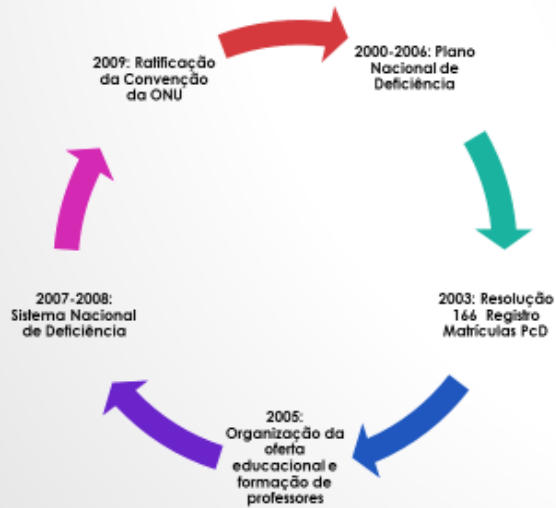 2009: Ratificação
da Convenção
da ONU
2000-2006: Plano
Nacional de
Deficiência
2003: Resolução
166 Registro
Matrículas PcD
2005:
Organização da
oferta
educacional e
formação de
professores
2007-2008:
Sistema Nacional
de Deficiência